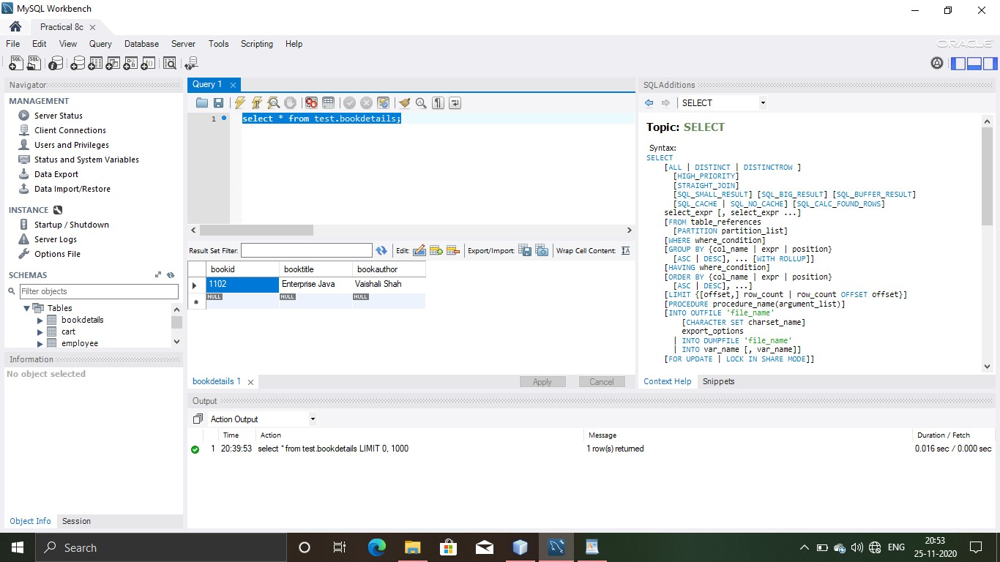 MySQL Workbench
Practical 8c
File Edit View Query Database Server Tools Scripting Help
ORACLE
Navigator
MANAGEMENT
Server Status
Client Connections
Users and Privileges
Status and System Variables
Data Export
Data Import/Restore
INSTANCE
Startup / Shutdown
Server Logs
Options File
SCHEMAS
Filter objects
Tables
bookdetails
cart
employee
Information
No object selected
Object Info Session
Query 1
1 select * from test.bookdetails;
Result Set Filter: Edit: Export/Import: Wrap Cell Content:
bookid booktitle bookauthor
1102 Enterprise Java Vaishali Shah
NULL NULL NULL
bookdetails 1 Apply Cancel
SQLAdditions
SELECT
Topic: SELECT
Syntax:
SELECT
[ALL | DISTINCT | DISTINCTROW ]
[HIGH_PRIORITY]
[STRAIGHT_JOIN]
[SQL_SMALL_RESULT] [SQL_BIG_RESULT] [SQL_BUFFER_RESULT]
[SQL_CACHE | SQL_NO_CACHE] [SQL_CALC_FOUND_ROWS]
select_expr [, select_expr ...]
[FROM table_references
[PARTITION partition_list]
[WHERE where_condition]
[GROUP BY {col_name | expr | position}
[ASC | DESC], ... [WITH ROLLUP]]
[HAVING where_condition]
[ORDER BY {col_name | expr | position}
[ASC | DESC], ...]
[LIMIT {[offset,] row_count | row_count OFFSET offset}]
[PROCEDURE procedure_name(argument_list)]
[INTO OUTFILE 'file_name'
[CHARACTER SET charset_name]
export_options
| INTO DUMPFILE 'file_name'
| INTO var_name [, var_name]]
[FOR UPDATE | LOCK IN SHARE MODE]]
Context Help Snippets
Output
Action Output
Time Action Message Duration / Fetch
1 20:39:53 select * from test.bookdetails LIMIT 0, 1000 1 row(s) returned 0.016 sec / 0.000 sec
Search
ENG
20:53
25-11-2020